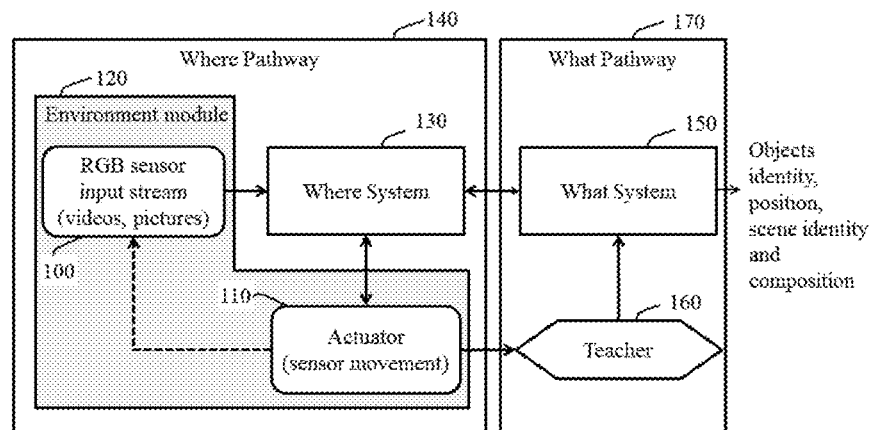 140
170
Where Pathway
What Pathway
120
Environment module
130
150
RGB sensor
input stream
(videos, pictures)
Where System
What System
Objects
identity,
position,
scene identity
and
composition
100
110
160
Actuator
(sensor movement)
Teacher